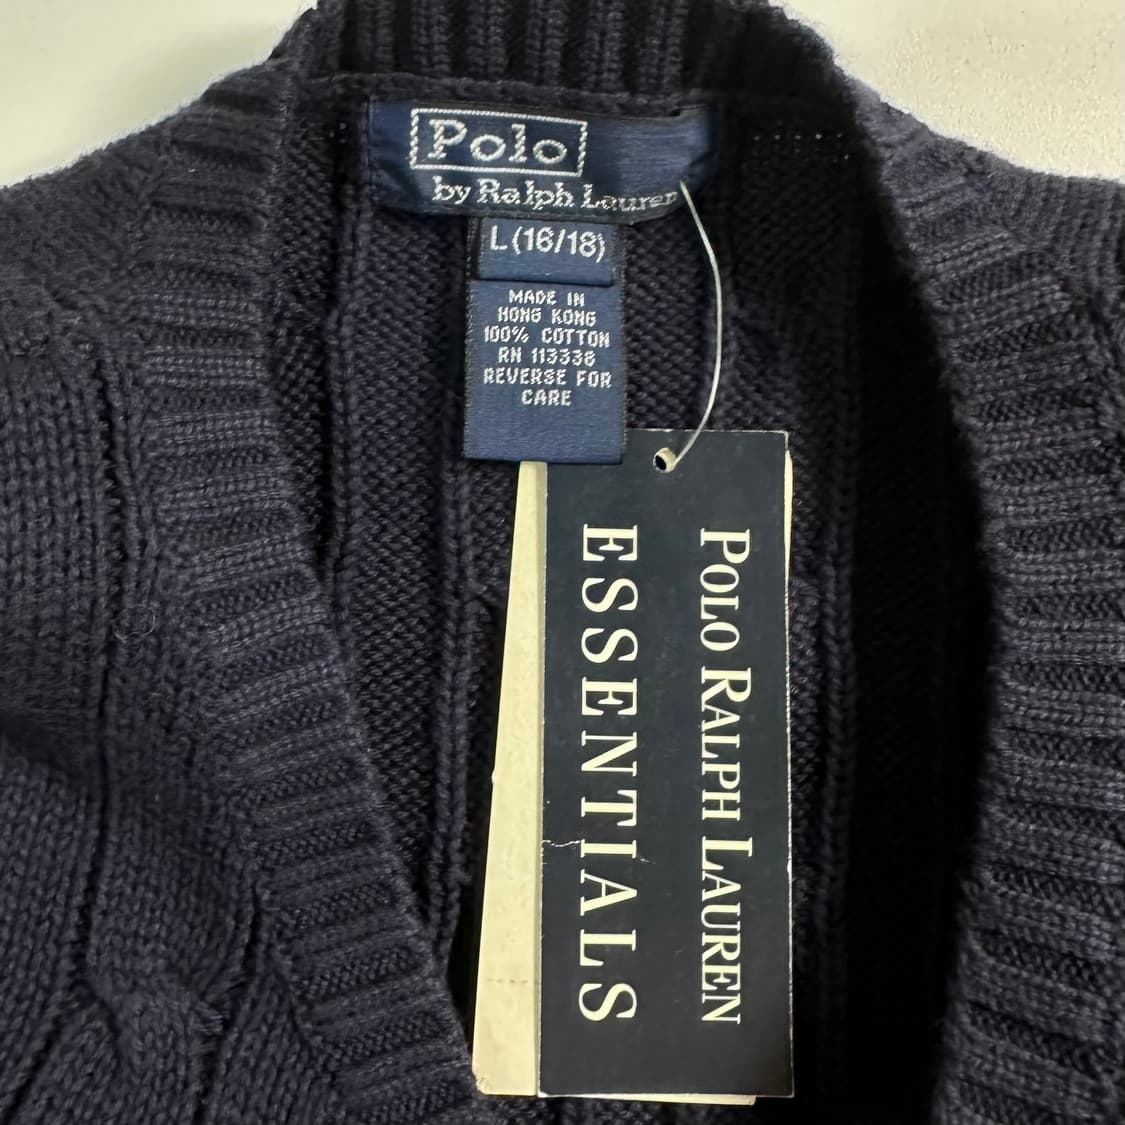 Polo
by Ralph Lauren
L (16/18)
MADE IN
HONG KONG
100% COTTON
RN 113338
REVERSE FOR
CARE
POLO RALPH LAUREN
ESSENTIALS